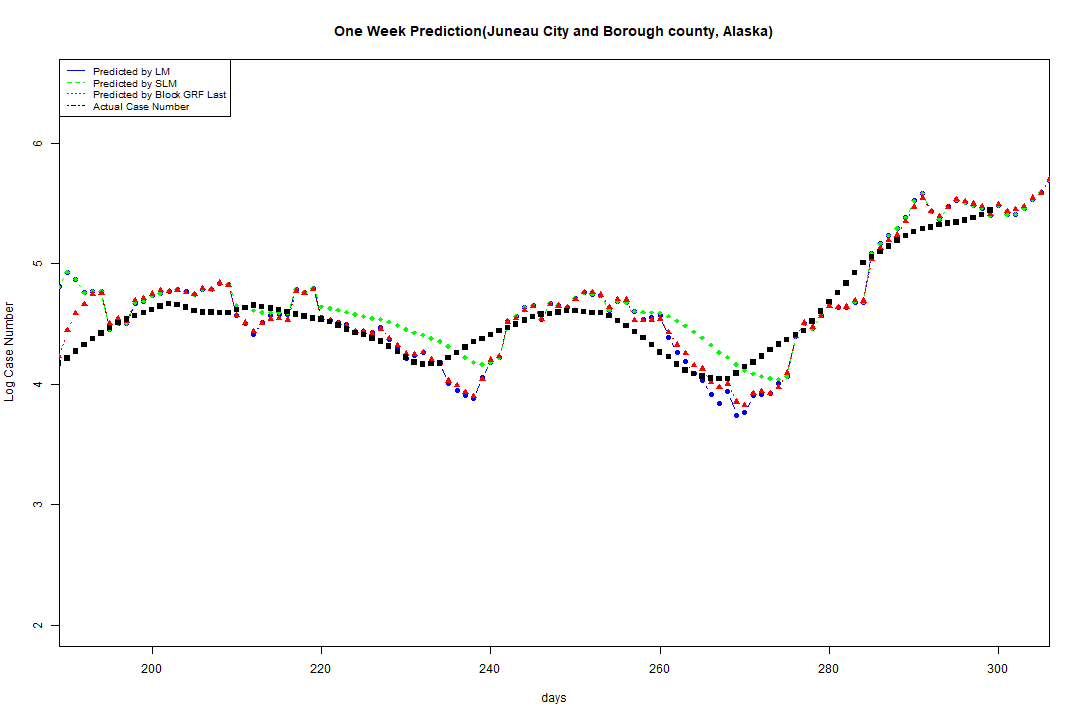 One Week Prediction(Juneau City and Borough county, Alaska)
Predicted by LM
Predicted by SLM
Predicted by Block GRF Last
Actual Case Number
6
5
4
3
2
Log Case Number
200 220 240 260 280 300
days